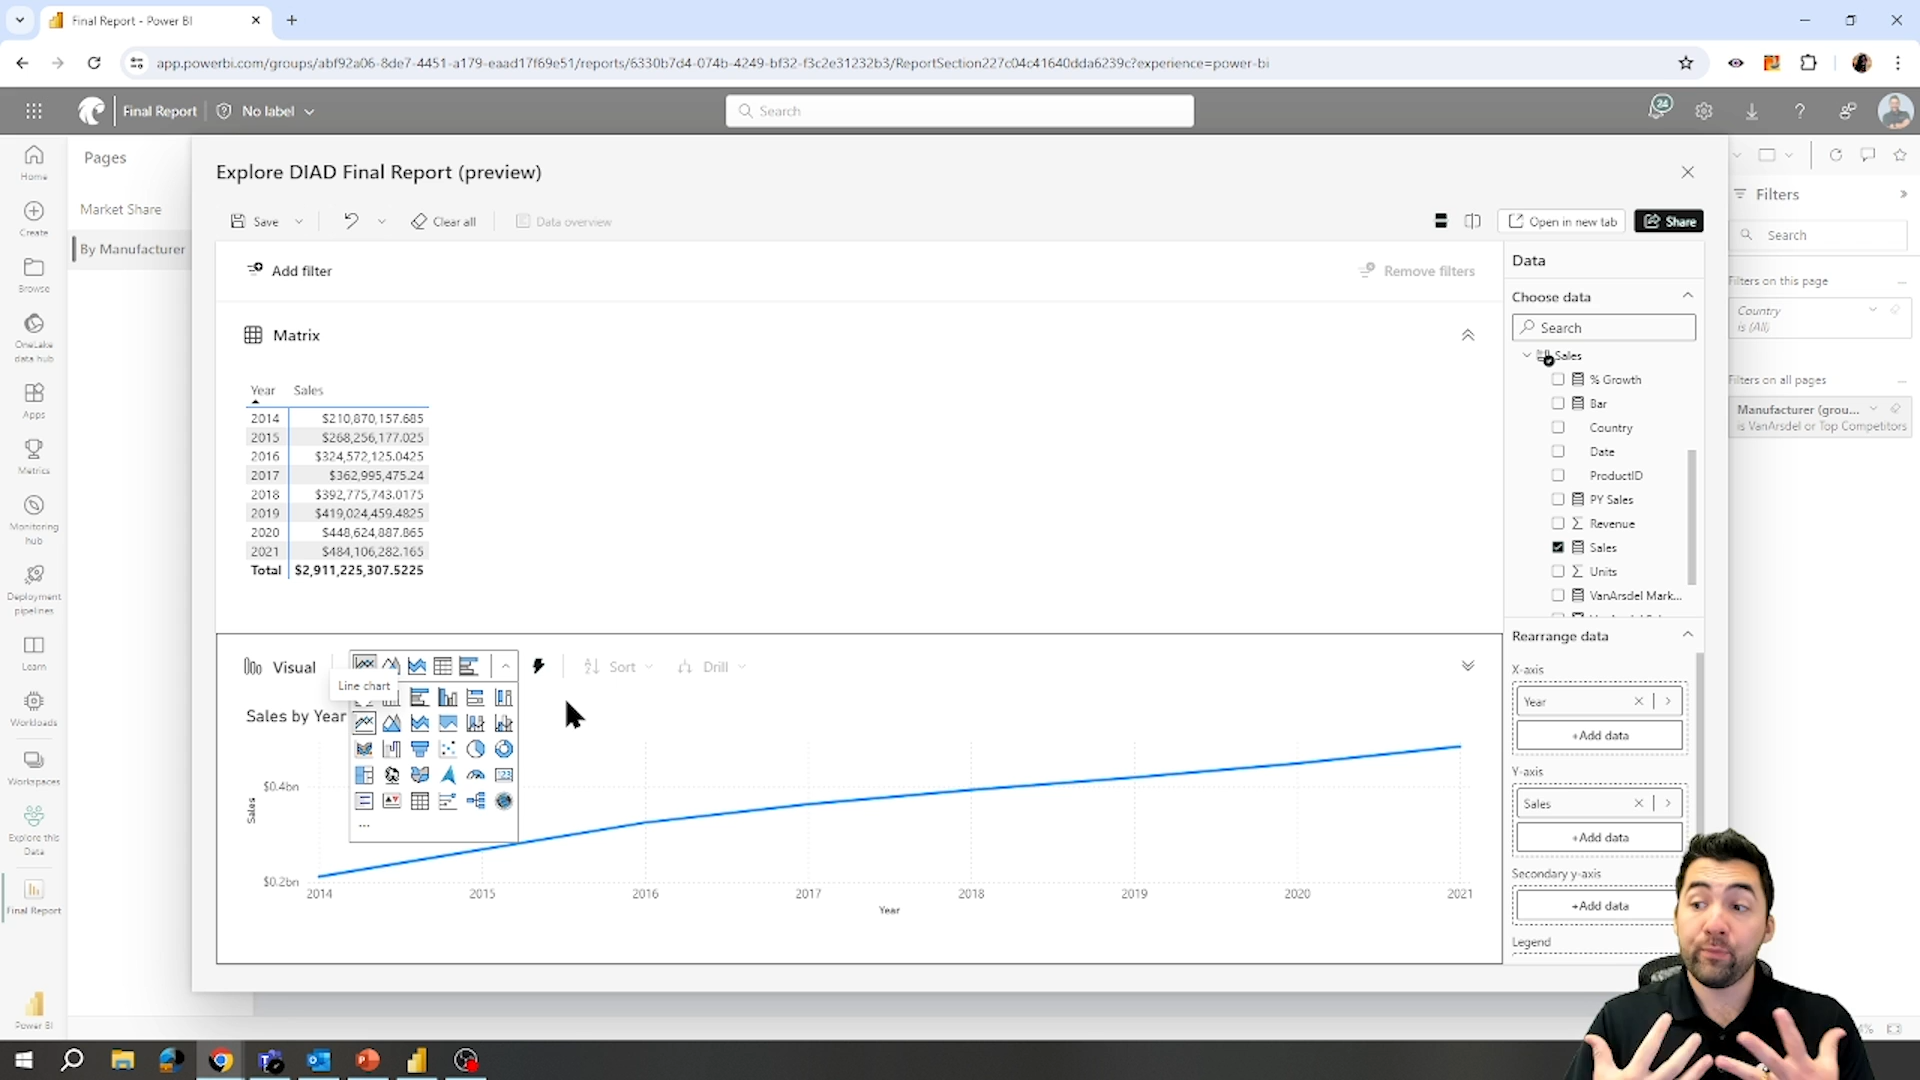 Final Report - Power BI
app.powerbi.com/groups/abf92a06-8de7-4451-a179-eaad17f69e51/reports/6330b7d4-074b-4249-bf32-f3c2e31232b3/ReportSection227c04c41640dda6239c?experience=power-bi
Final Report
No label
Search
24
Home
Create
Browse
OneLake
data hub
Apps
Metrics
Monitoring
hub
Deployment
pipelines
Learn
Workloads
Workspaces
Explore this
Data
Final Report
Power BI
Pages
Market Share
By Manufacturer
Explore DIAD Final Report (preview)
Save
Clear all
Data overview
Open in new tab
Share
Add filter
Remove filters
Matrix
Year Sales
2014 $210,870,157.685
2015 $268,256,177.025
2016 $324,572,125.0425
2017 $362,995,475.24
2018 $392,775,743.0175
2019 $419,024,459.4825
2020 $448,624,887.865
2021 $484,106,282.165
Total $2,911,225,307.5225
Visual
Sort
Drill
Line chart
Sales by Year
...
Sales
$0.4bn
$0.2bn
2014 2015 2016 2017 2018 2019 2020 2021
Year
Data
Choose data
Search
Sales
% Growth
Bar
Country
Date
ProductID
PY Sales
Revenue
Sales
Units
VanArsdel Mark...
Rearrange data
X-axis
Year
+Add data
Y-axis
Sales
+Add data
Secondary y-axis
+Add data
Legend
Filters
Search
Filters on this page
Country
is (All)
Filters on all pages
Manufacturer (grou...
is VanArsdel or Top Competitors